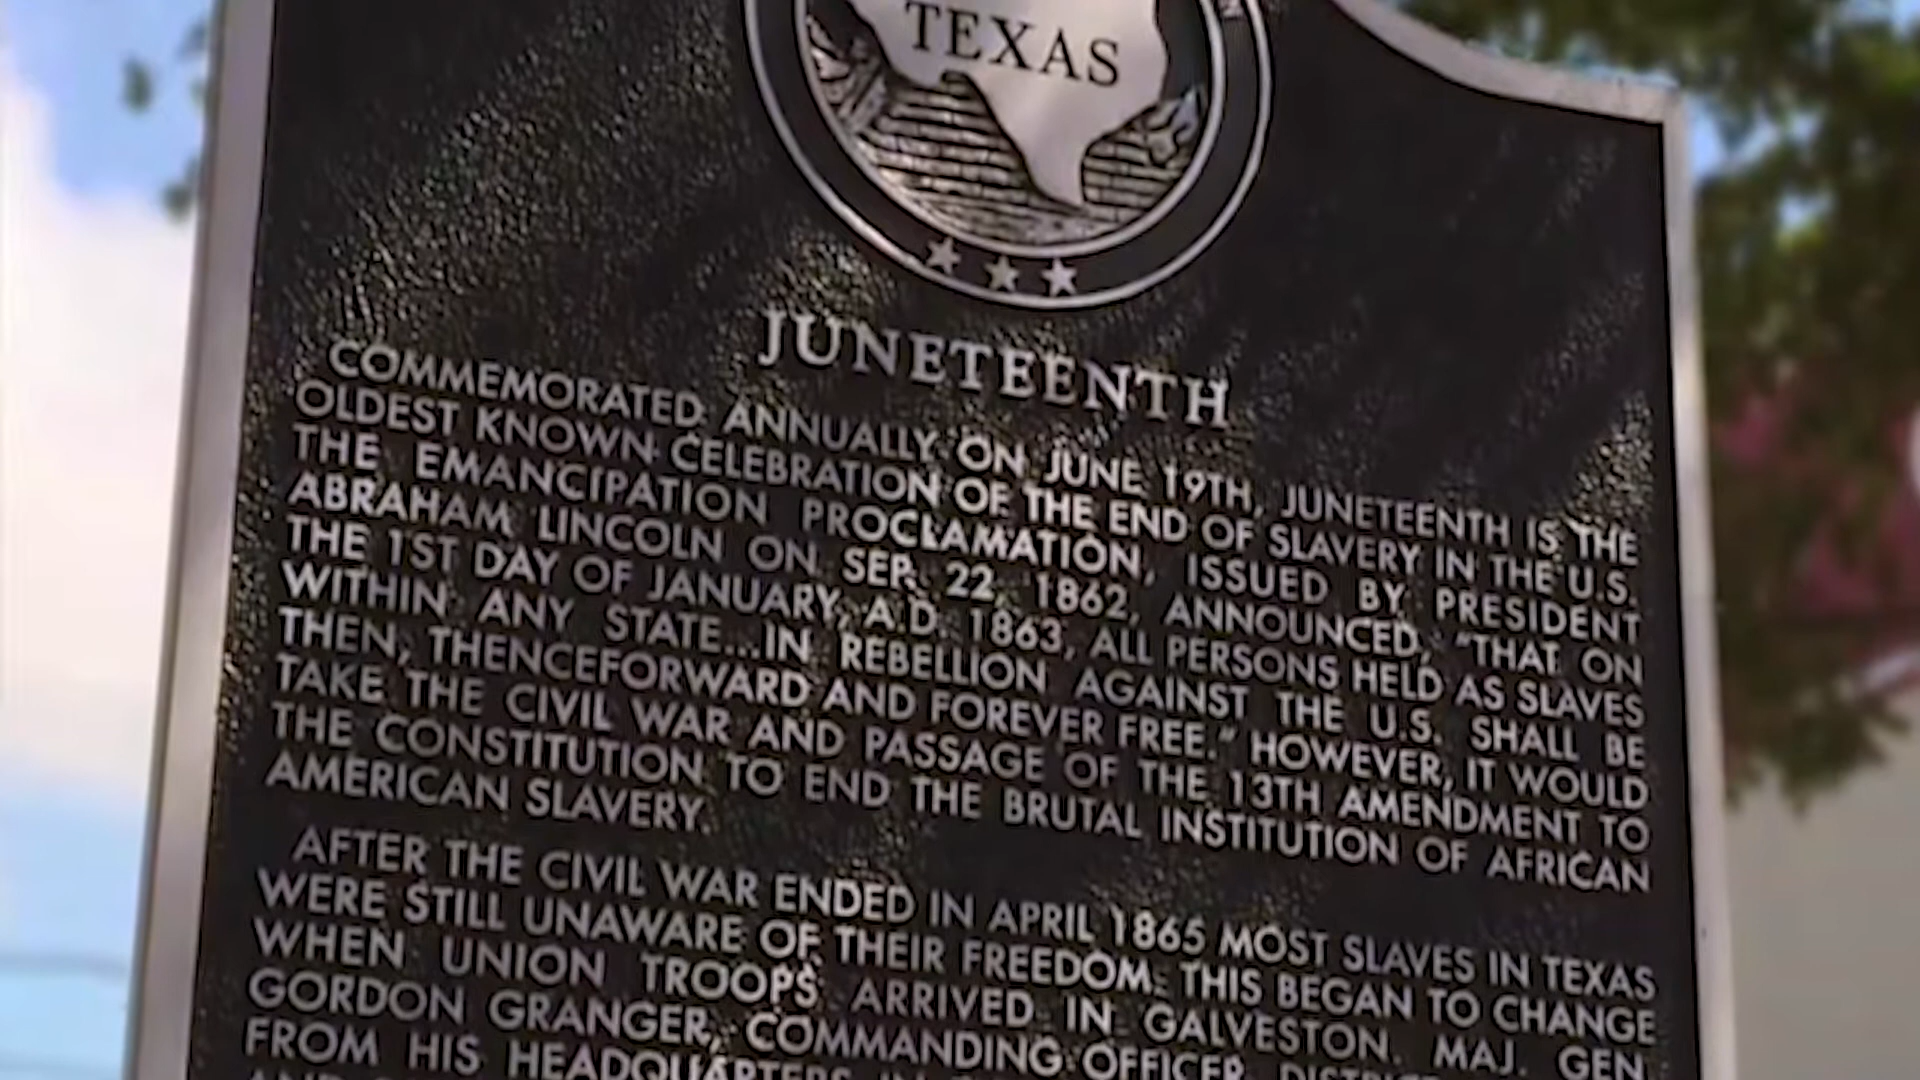 TEXAS
JUNETEENTH
COMMEMORATED ANNUALLY ON JUNE 19TH, JUNETEENTH IS THE
OLDEST KNOWN CELEBRATION OF THE END OF SLAVERY IN THE U.S.
THE EMANCIPATION PROCLAMATION, ISSUED BY PRESIDENT
ABRAHAM LINCOLN ON SEP. 22, 1862, ANNOUNCED, "THAT ON
THE 1ST DAY OF JANUARY, A.D. 1863, ALL PERSONS HELD AS SLAVES
WITHIN ANY STATE...IN REBELLION AGAINST THE U.S. SHALL BE
THEN, THENCEFORWARD AND FOREVER FREE." HOWEVER, IT WOULD
TAKE THE CIVIL WAR AND PASSAGE OF THE 13TH AMENDMENT TO
THE CONSTITUTION TO END THE BRUTAL INSTITUTION OF AFRICAN
AMERICAN SLAVERY.
AFTER THE CIVIL WAR ENDED IN APRIL 1865 MOST SLAVES IN TEXAS
WERE STILL UNAWARE OF THEIR FREEDOM. THIS BEGAN TO CHANGE
WHEN UNION TROOPS ARRIVED IN GALVESTON. MAJ. GEN.
GORDON GRANGER, COMMANDING OFFICER,
FROM HIS HEADQUARTERS